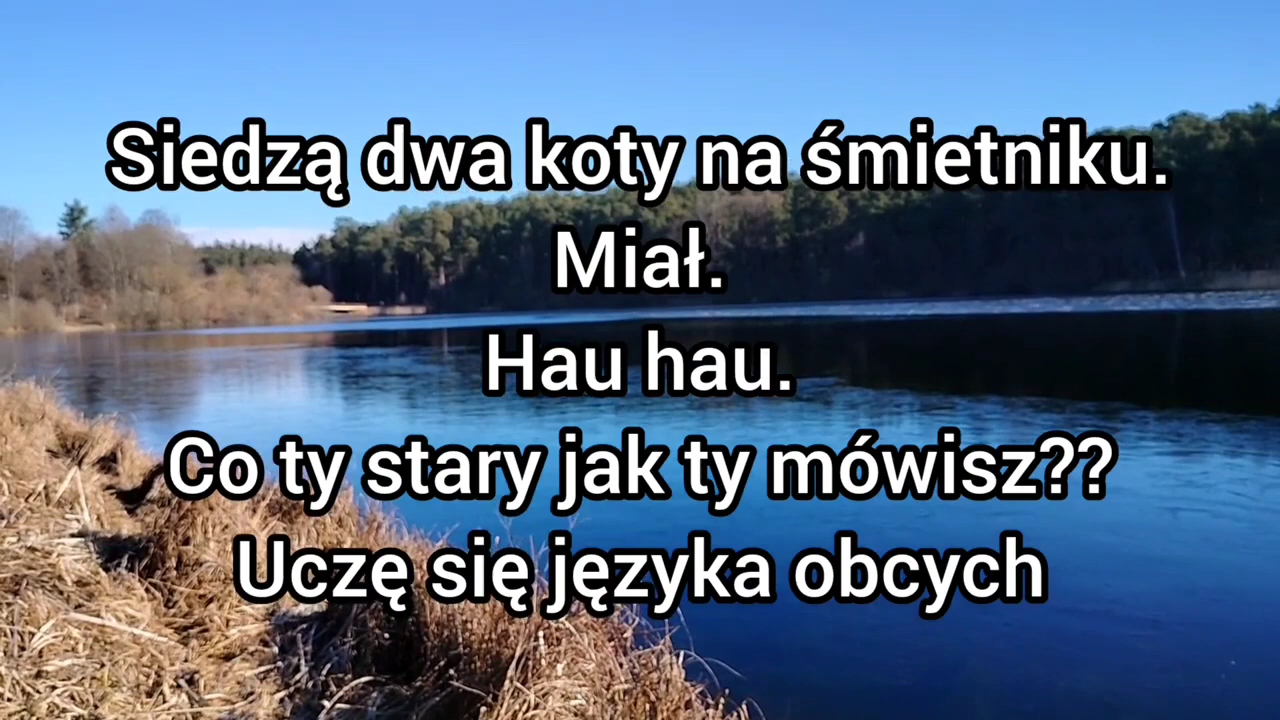 Siedzą dwa koty na śmietniku.
Miał.
Hau hau.
Co ty stary jak ty mówisz??
Uczę się języka obcych